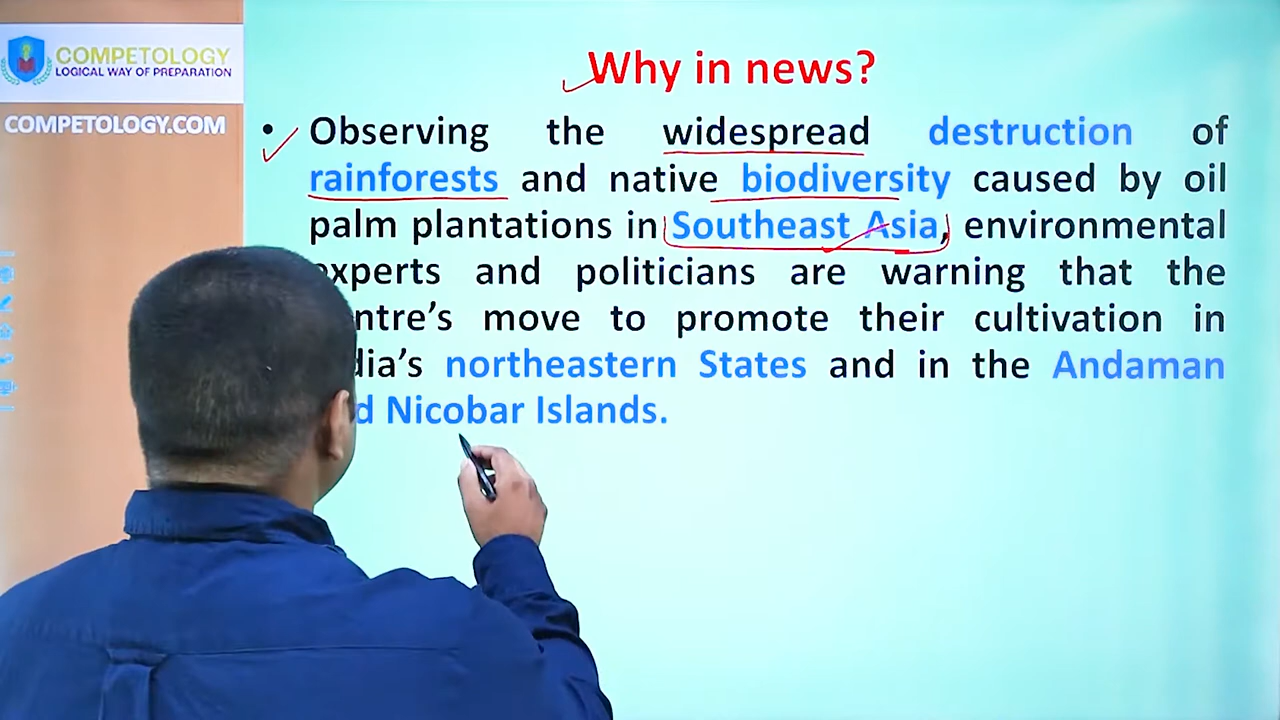 COMPETOLOGY
LOGICAL WAY OF PREPARATION
COMPETOLOGY.COM
Why in news?
• Observing the widespread destruction of
rainforests and native biodiversity caused by oil
palm plantations in Southeast Asia, environmental
experts and politicians are warning that the
ntre’s move to promote their cultivation in
dia’s northeastern States and in the Andaman
d Nicobar Islands.